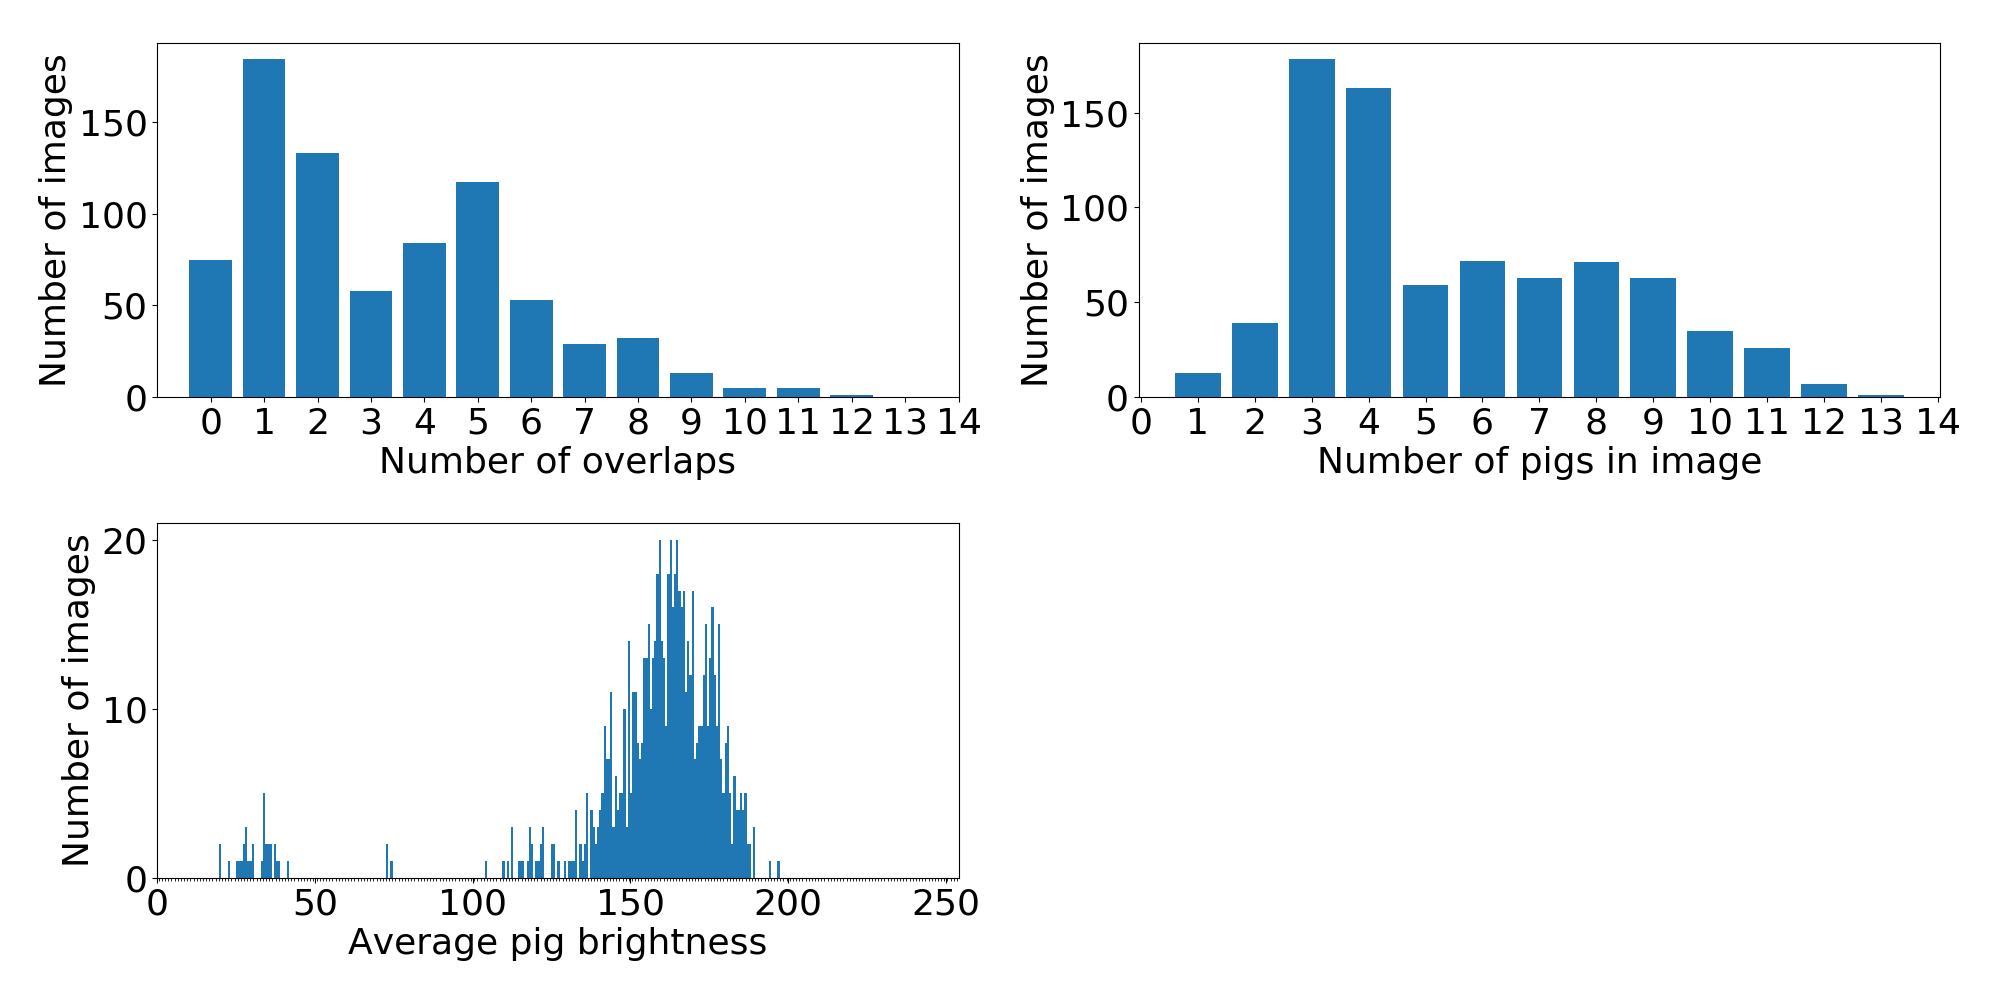 Number of images
150
100
50
0
0 1 2 3 4 5 6 7 8 9 10 11 12 13 14
Number of overlaps
Number of images
150
100
50
0
0 1 2 3 4 5 6 7 8 9 10 11 12 13 14
Number of pigs in image
Number of images
20
10
0
0 50 100 150 200 250
Average pig brightness